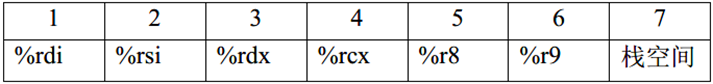 1 2 3 4 5 6 7
%rdi %rsi %rdx %rcx %r8 %r9 栈空间